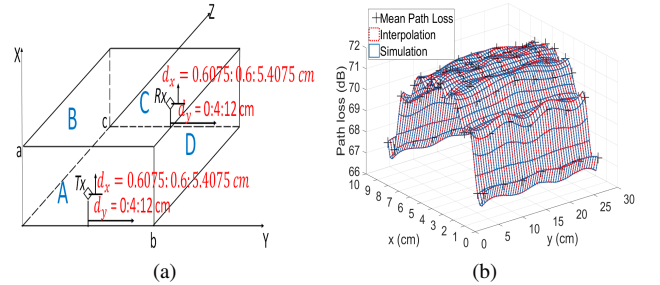 Z
X
d_x = 0.6075:0.6:5.4075 cm
C
Rx
B
c
d_y = 0:4:12 cm
a
D
Tx
d_x = 0.6075:0.6:5.4075 cm
A
d_y = 0:4:12 cm
b
Y
(a)
Mean Path Loss
Interpolation
Simulation
Path loss (dB)
72
71
70
69
68
67
66
10 9 8 7 6 5 4 3 2 1 0
x (cm)
0 5 10 15 20 25 30
y (cm)
(b)